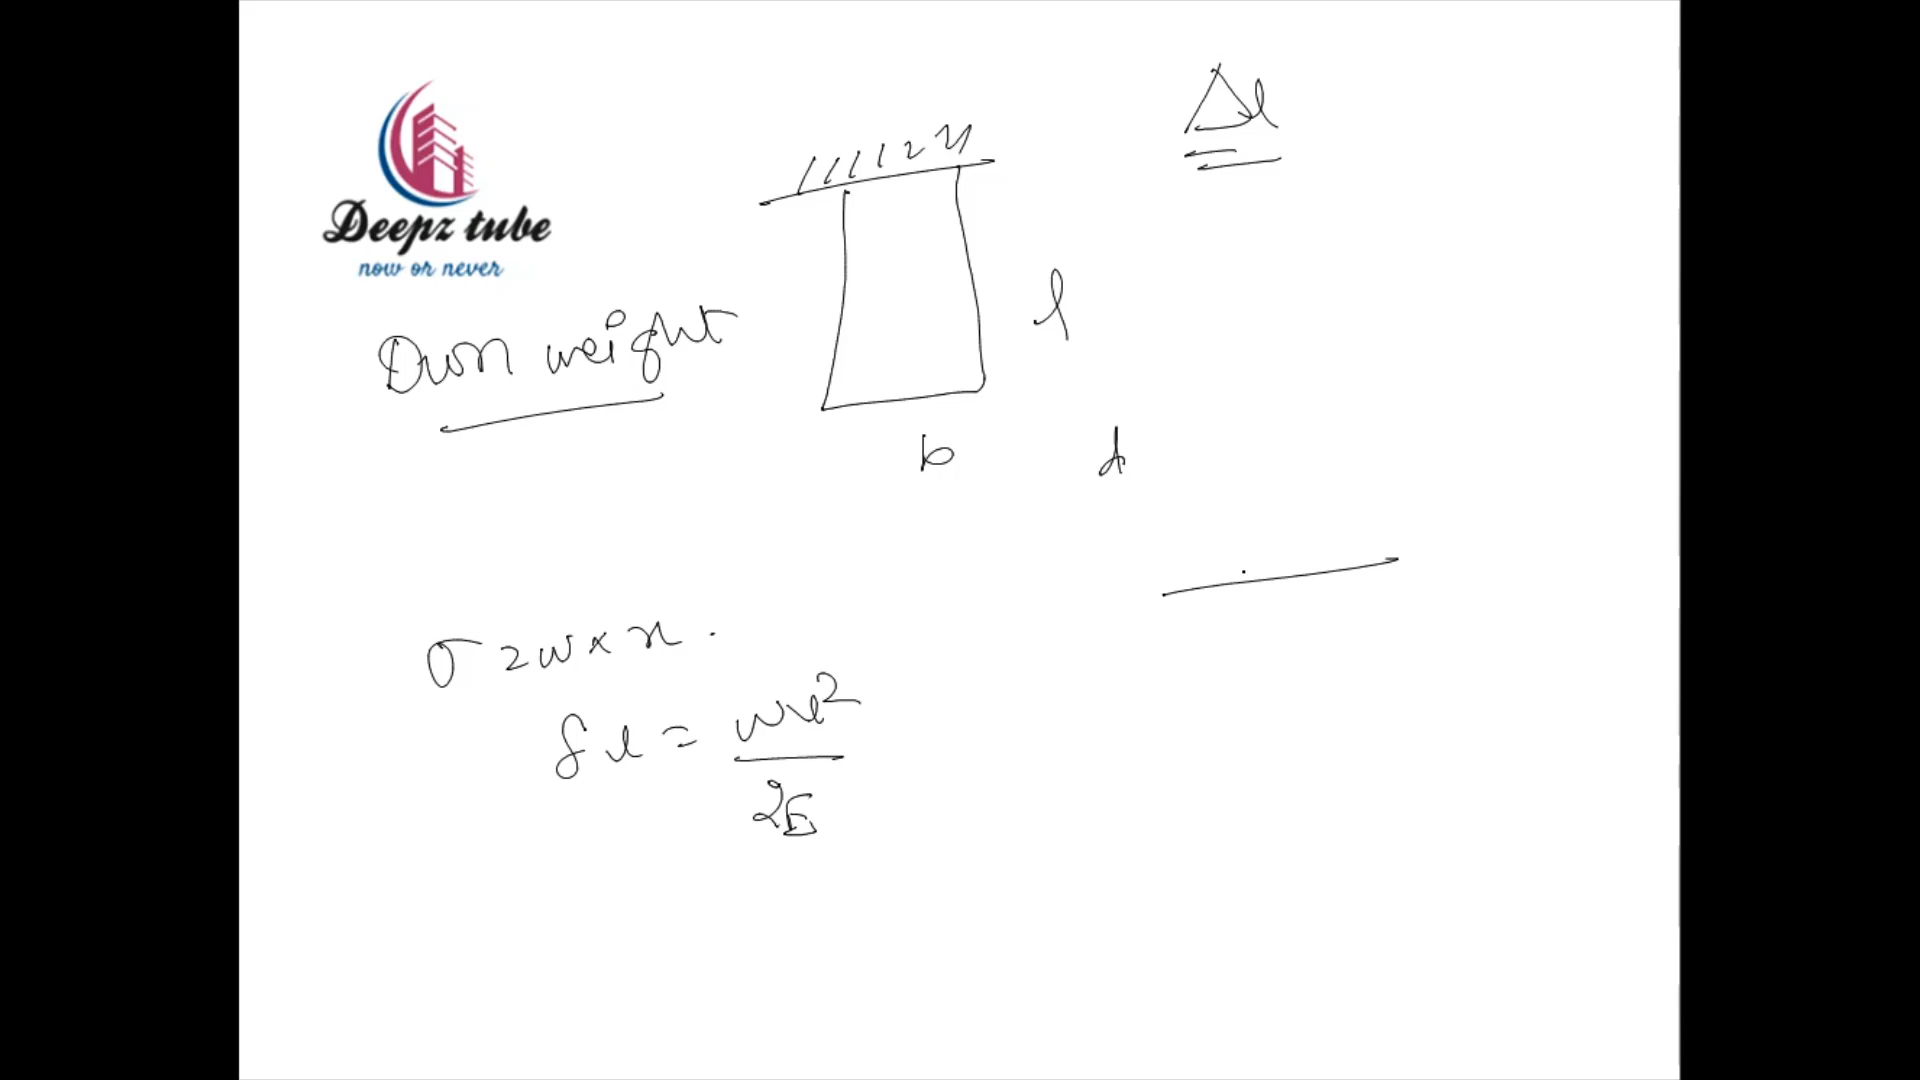 Deepz tube
now or never
Δl
Own weight
l
b
d
σ = w × x .
δl = wl²
2E